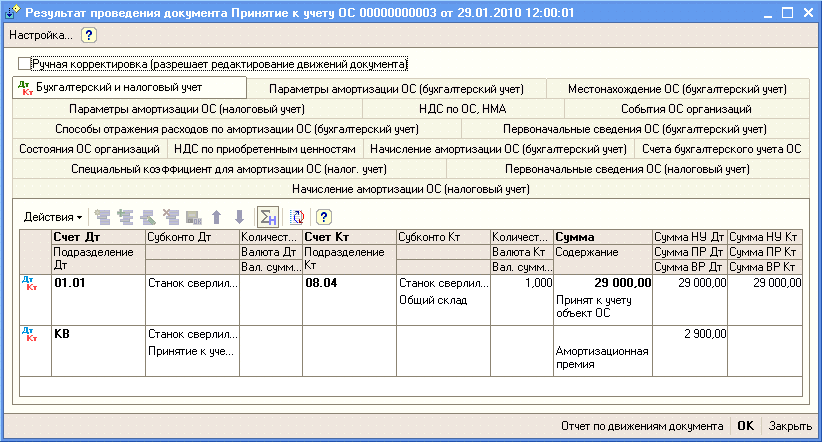 Результат проведения документа Принятие к учету ОС 00000000003 от 29.01.2010 12:00:01
Настройка... ?
Ручная корректировка (разрешает редактирование движений документа)
Дт Кт Бухгалтерский и налоговый учет Параметры амортизации ОС (бухгалтерский учет) Местонахождение ОС (бухгалтерский учет)
Параметры амортизации ОС (налоговый учет) НДС по ОС, НМА События ОС организаций
Способы отражения расходов по амортизации ОС (бухгалтерский учет) Первоначальные сведения ОС (бухгалтерский учет)
Состояния ОС организаций НДС по приобретенным ценностям Начисление амортизации ОС (бухгалтерский учет) Счета бухгалтерского учета ОС
Специальный коэффициент для амортизации ОС (налог. учет) Первоначальные сведения ОС (налоговый учет)
Начисление амортизации ОС (налоговый учет)
Действия ?
Счет Дт Субконто Дт Количест... Счет Кт Субконто Кт Количест... Сумма Сумма НУ Дт Сумма НУ Кт
Подразделение Дт Валюта Дт Подразделение Кт Валюта Кт Содержание Сумма ПР Дт Сумма ПР Кт
Вал. сумм... Вал. сумм... Сумма ВР Дт Сумма ВР Кт
Дт Кт 01.01 Станок сверлил... 08.04 Станок сверлил... 1,000 29 000,00 29 000,00 29 000,00
Общий склад Принят к учету
объект ОС
Дт Кт КВ Станок сверлил... 2 900,00
Принятие к уче... Амортизационная
премия
Отчет по движениям документа OK Закрыть